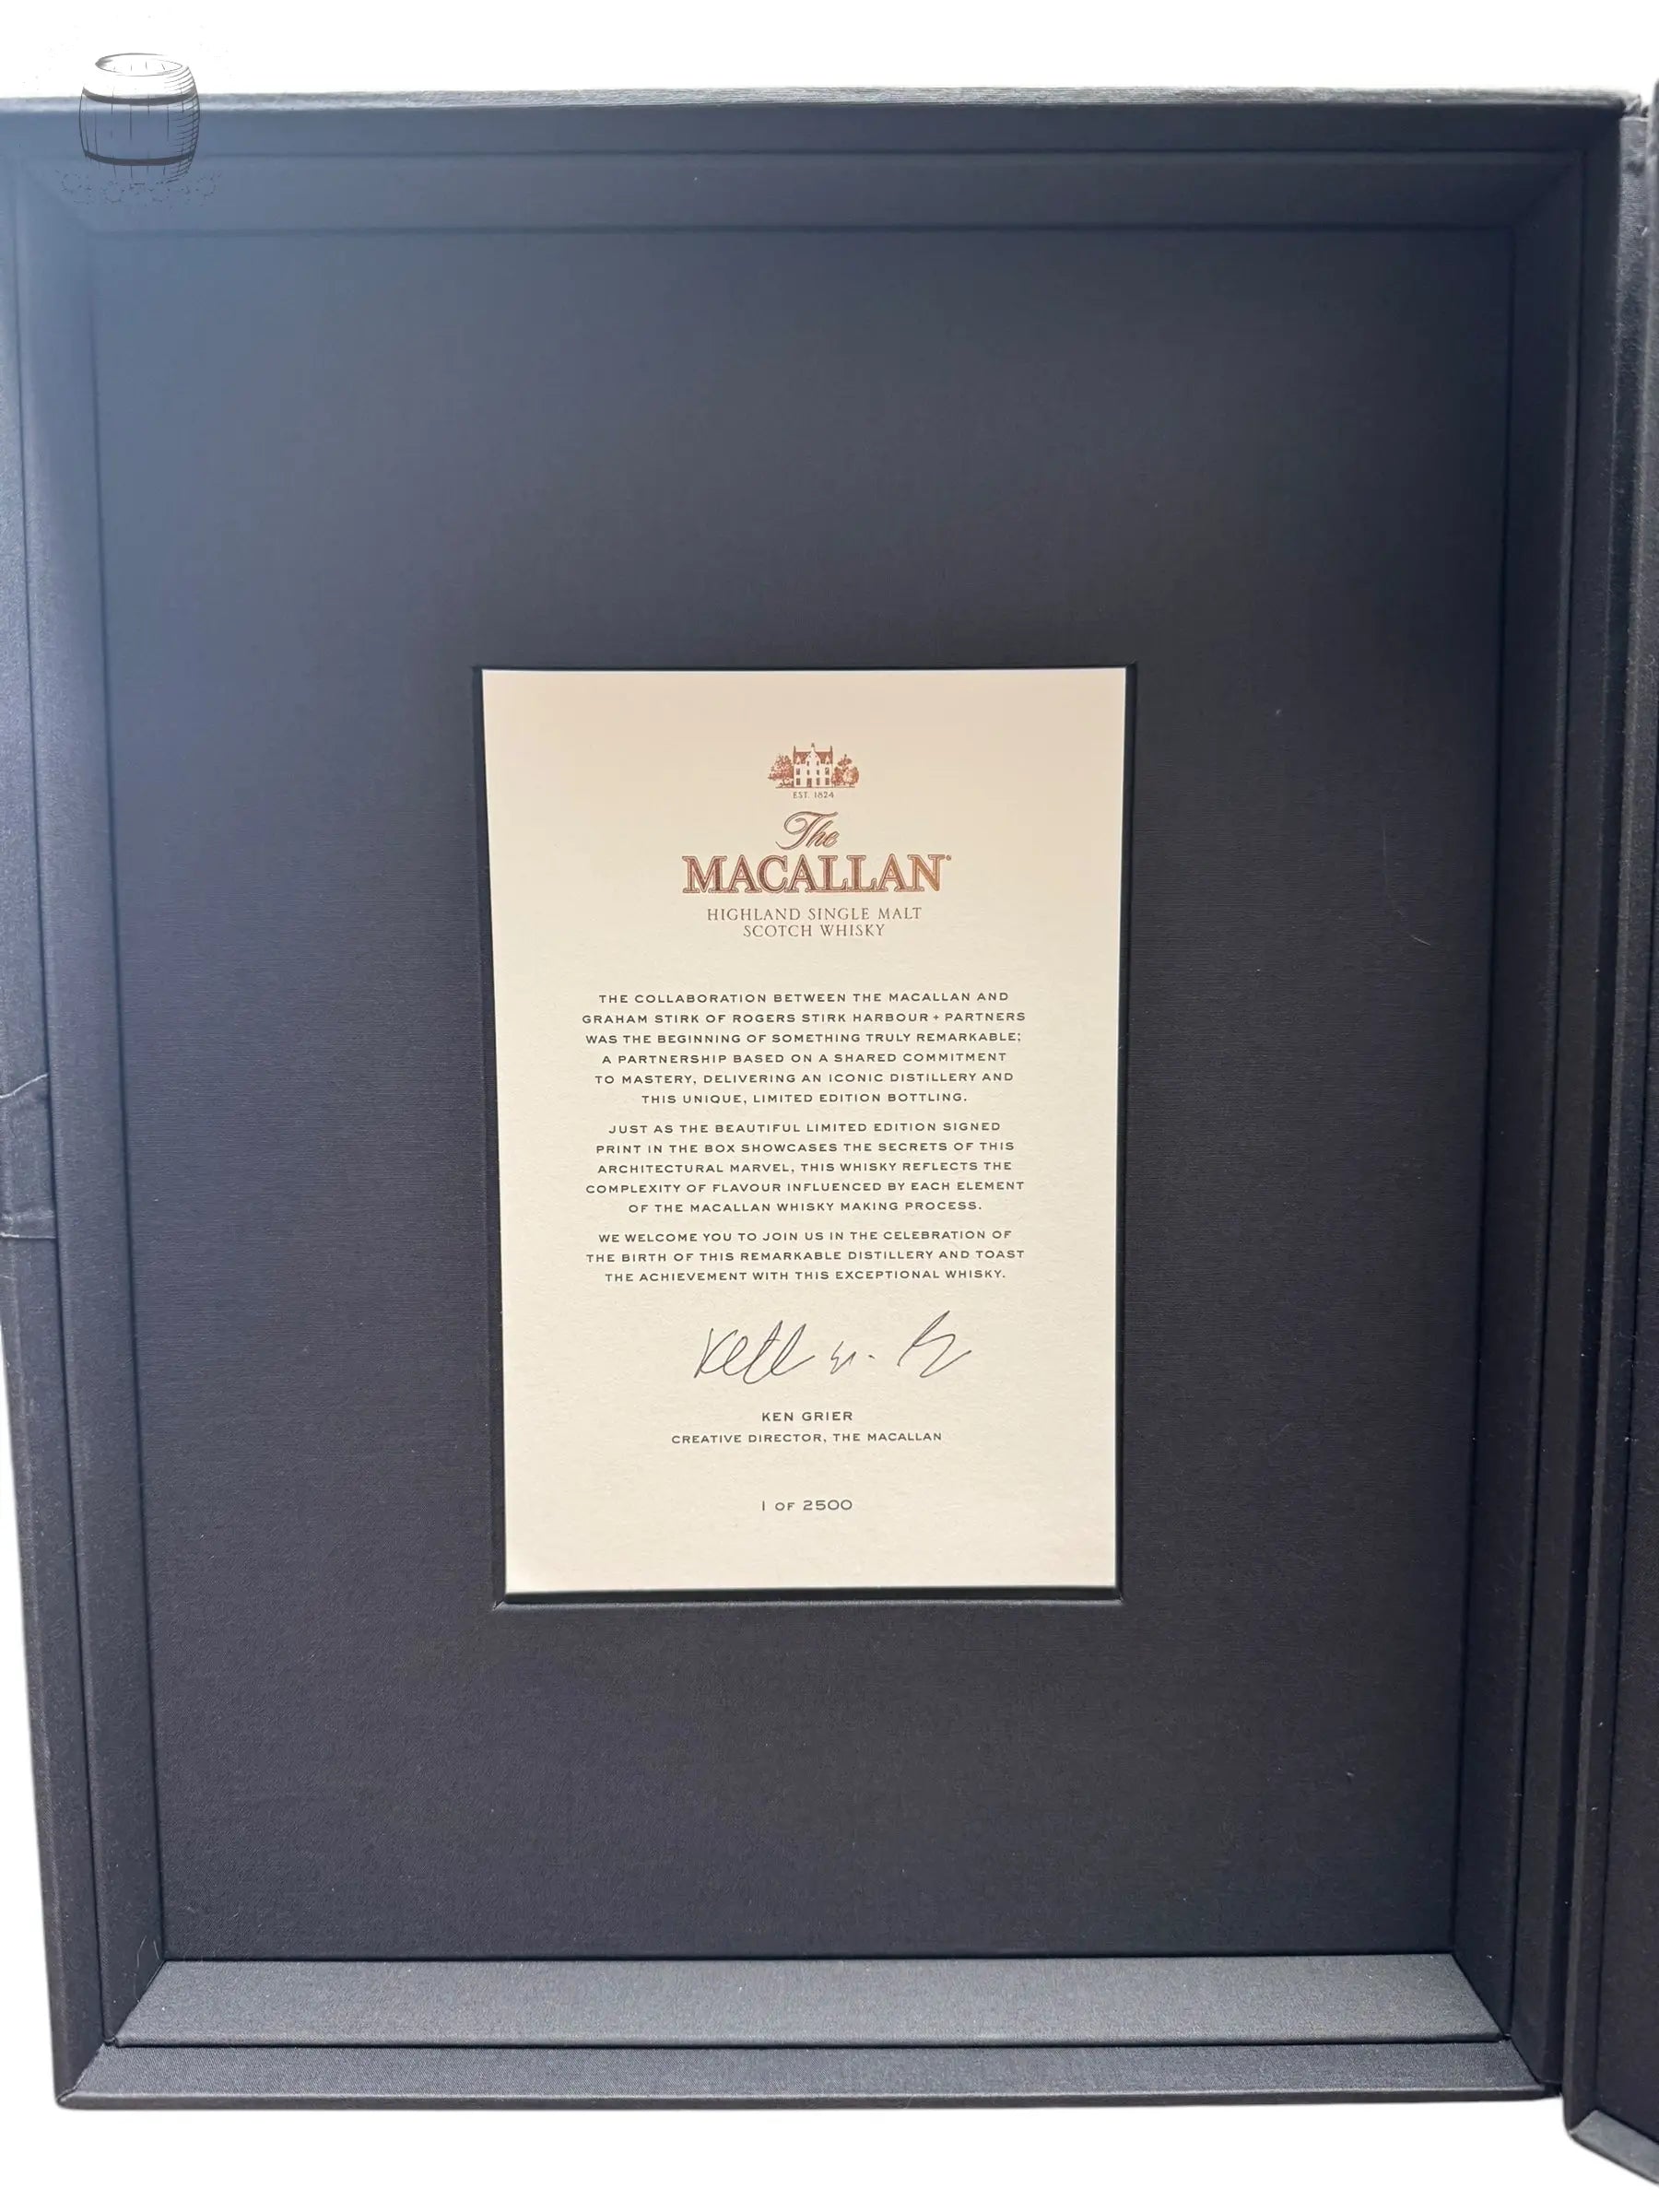 EST. 1824
The
MACALLAN
HIGHLAND SINGLE MALT
SCOTCH WHISKY
THE COLLABORATION BETWEEN THE MACALLAN AND
GRAHAM STIRK OF ROGERS STIRK HARBOUR + PARTNERS
WAS THE BEGINNING OF SOMETHING TRULY REMARKABLE;
A PARTNERSHIP BASED ON A SHARED COMMITMENT
TO MASTERY, DELIVERING AN ICONIC DISTILLERY AND
THIS UNIQUE, LIMITED EDITION BOTTLING.
JUST AS THE BEAUTIFUL LIMITED EDITION SIGNED
PRINT IN THE BOX SHOWCASES THE SECRETS OF THIS
ARCHITECTURAL MARVEL, THIS WHISKY REFLECTS THE
COMPLEXITY OF FLAVOUR INFLUENCED BY EACH ELEMENT
OF THE MACALLAN WHISKY MAKING PROCESS.
WE WELCOME YOU TO JOIN US IN THE CELEBRATION OF
THE BIRTH OF THIS REMARKABLE DISTILLERY AND TOAST
THE ACHIEVEMENT WITH THIS EXCEPTIONAL WHISKY.
KEN GRIER
CREATIVE DIRECTOR, THE MACALLAN
1 OF 2500